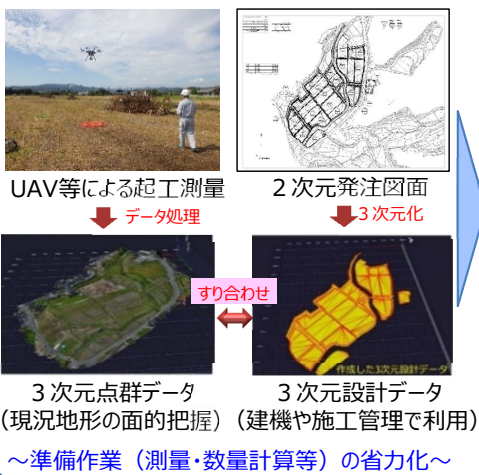 UAV等による起工測量
２次元発注図面
データ処理
３次元化
すり合わせ
作成した3次元設計データ
３次元点群データ
（現況地形の面的把握）
３次元設計データ
（建機や施工管理で利用）
～準備作業（測量・数量計算等）の省力化～